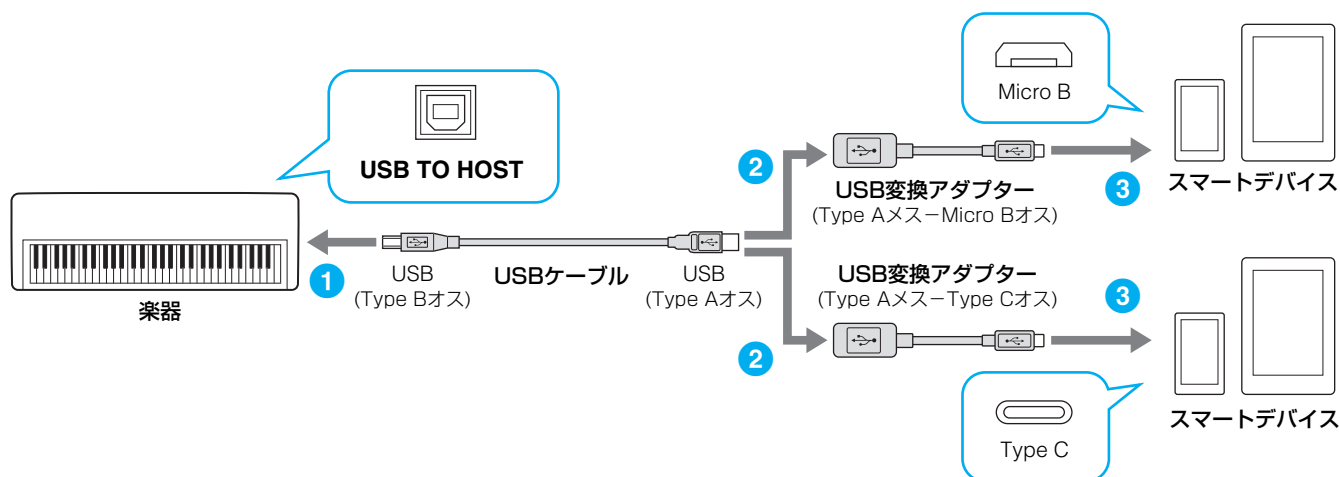 USB TO HOST
楽器
1
USB
(Type Bオス)
USBケーブル
USB
(Type Aオス)
2
USB変換アダプター
(Type Aメス−Micro Bオス)
Micro B
3
スマートデバイス
2
USB変換アダプター
(Type Aメス−Type Cオス)
Type C
3
スマートデバイス